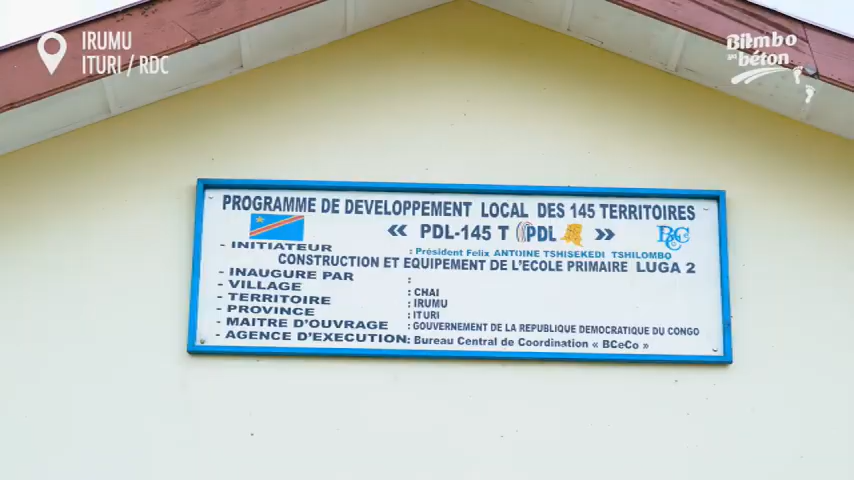 IRUMU
ITURI / RDC
Bitumbo
béton
PROGRAMME DE DEVELOPPEMENT LOCAL DES 145 TERRITOIRES
« PDL-145 T PDL »
BCeCo
- INITIATEUR : Président Felix ANTOINE TSHISEKEDI TSHILOMBO
CONSTRUCTION ET EQUIPEMENT DE L'ECOLE PRIMAIRE LUGA 2
- INAUGURE PAR :
- VILLAGE : CHAI
- TERRITOIRE : IRUMU
- PROVINCE : ITURI
- MAITRE D'OUVRAGE : GOUVERNEMENT DE LA REPUBLIQUE DEMOCRATIQUE DU CONGO
- AGENCE D'EXECUTION: Bureau Central de Coordination « BCeCo »